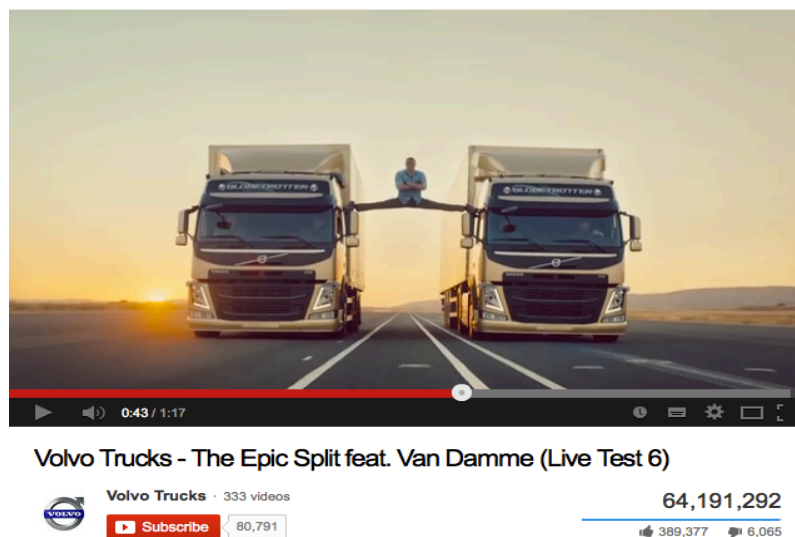 GLOBETROTTER
GLOBETROTTER
0:43 / 1:17
Volvo Trucks - The Epic Split feat. Van Damme (Live Test 6)
Volvo Trucks · 333 videos
VOLVO
Subscribe 80,791
64,191,292
389,377 6,065